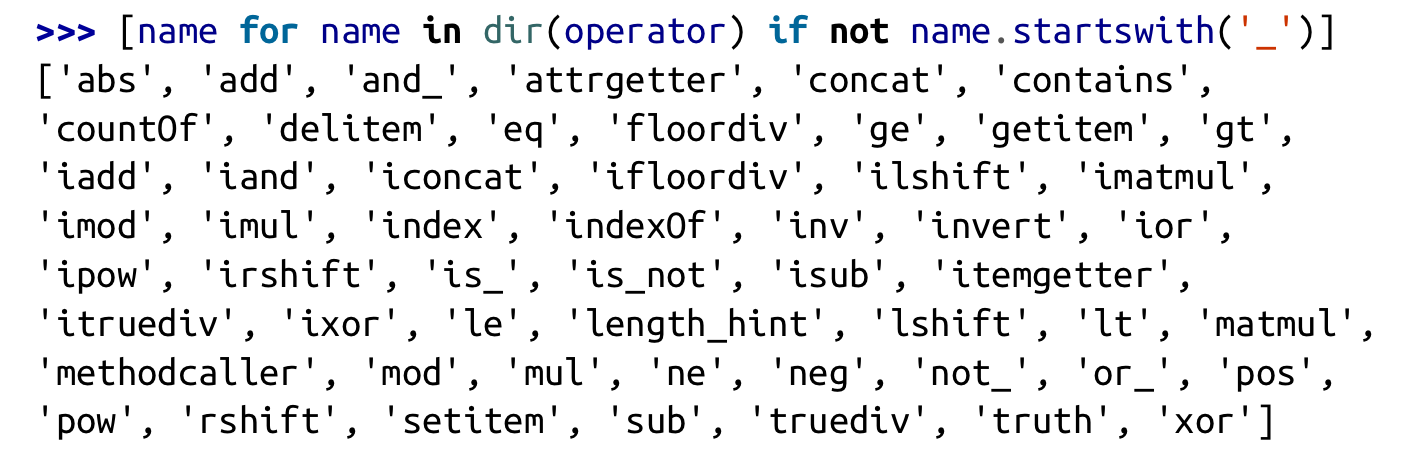 >>> [name for name in dir(operator) if not name.startswith('_')]
['abs', 'add', 'and_', 'attrgetter', 'concat', 'contains',
'countOf', 'delitem', 'eq', 'floordiv', 'ge', 'getitem', 'gt',
'iadd', 'iand', 'iconcat', 'ifloordiv', 'ilshift', 'imatmul',
'imod', 'imul', 'index', 'indexOf', 'inv', 'invert', 'ior',
'ipow', 'irshift', 'is_', 'is_not', 'isub', 'itemgetter',
'itruediv', 'ixor', 'le', 'length_hint', 'lshift', 'lt', 'matmul',
'methodcaller', 'mod', 'mul', 'ne', 'neg', 'not_', 'or_', 'pos',
'pow', 'rshift', 'setitem', 'sub', 'truediv', 'truth', 'xor']